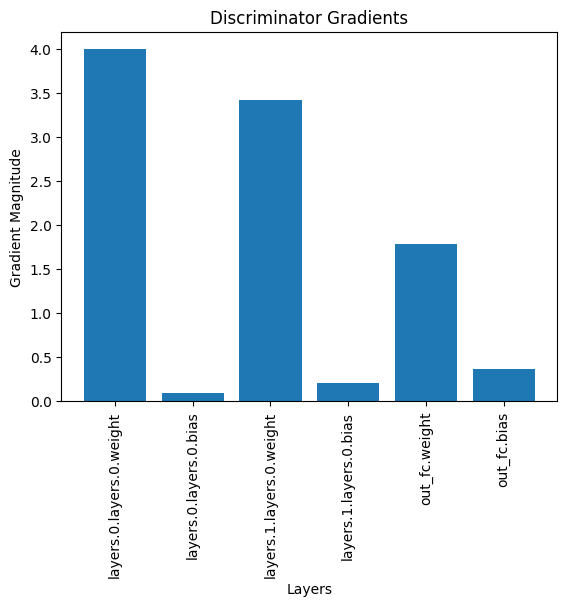 Discriminator Gradients
Gradient Magnitude
4.0
3.5
3.0
2.5
2.0
1.5
1.0
0.5
0.0
layers.0.layers.0.weight
layers.0.layers.0.bias
layers.1.layers.0.weight
layers.1.layers.0.bias
out_fc.weight
out_fc.bias
Layers